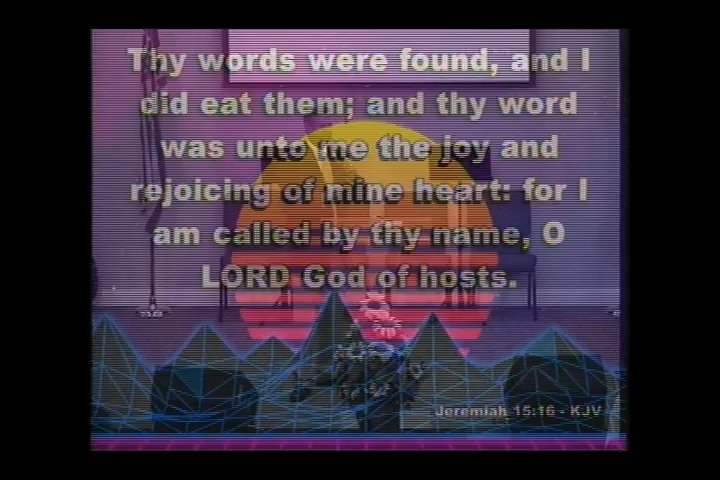 Thy words were found, and I
did eat them; and thy word
was unto me the joy and
rejoicing of mine heart: for I
am called by thy name, O
LORD God of hosts.
Jeremiah 15:16 - KJV